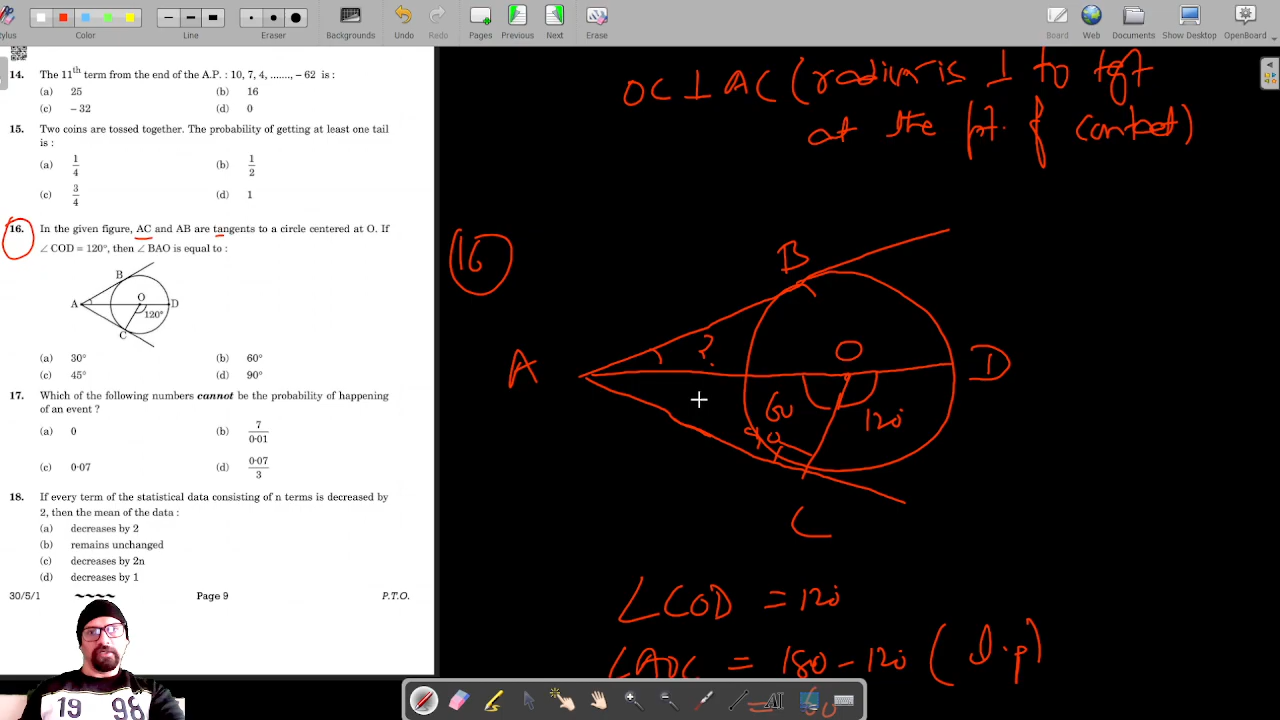 Stylus
Color
Line
Eraser
Backgrounds
Undo
Redo
Pages
Previous
Next
Erase
Board
Web
Documents
Show Desktop
OpenBoard
14. The 11th term from the end of the A.P. : 10, 7, 4, ......., – 62 is :
(a) 25 (b) 16
(c) – 32 (d) 0
15. Two coins are tossed together. The probability of getting at least one tail
is :
(a) 1/4 (b) 1/2
(c) 3/4 (d) 1
16. In the given figure, AC and AB are tangents to a circle centered at O. If
∠ COD = 120°, then ∠ BAO is equal to :
B
A O D
120°
C
(a) 30° (b) 60°
(c) 45° (d) 90°
17. Which of the following numbers cannot be the probability of happening
of an event ?
(a) 0 (b) 7/0·01
(c) 0·07 (d) 0·07/3
18. If every term of the statistical data consisting of n terms is decreased by
2, then the mean of the data :
(a) decreases by 2
(b) remains unchanged
(c) decreases by 2n
(d) decreases by 1
30/5/1 Page 9 P.T.O.
19 98
OC ⊥ AC (radius is ⊥ to tgt
at the pt. of contact)
16
B
A ? O D
60 120
90
C
∠COD = 120
∠AOC = 180 – 120 (l.p)
= 60